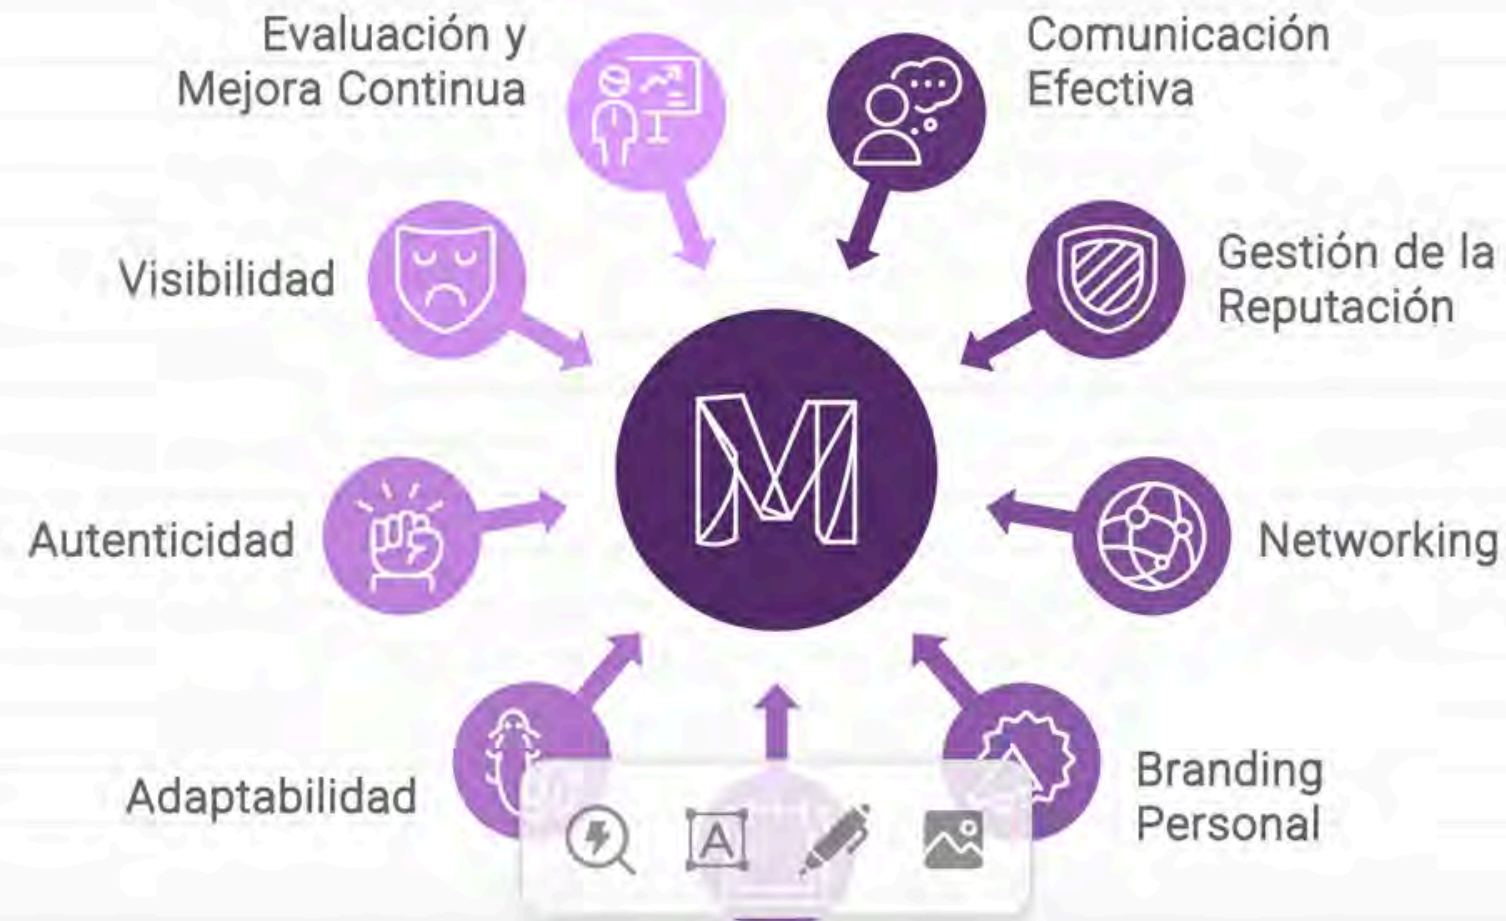 Evaluación y
Mejora Continua
Comunicación
Efectiva
Visibilidad
Gestión de la
Reputación
M
Autenticidad
Networking
Adaptabilidad
Branding
Personal
A